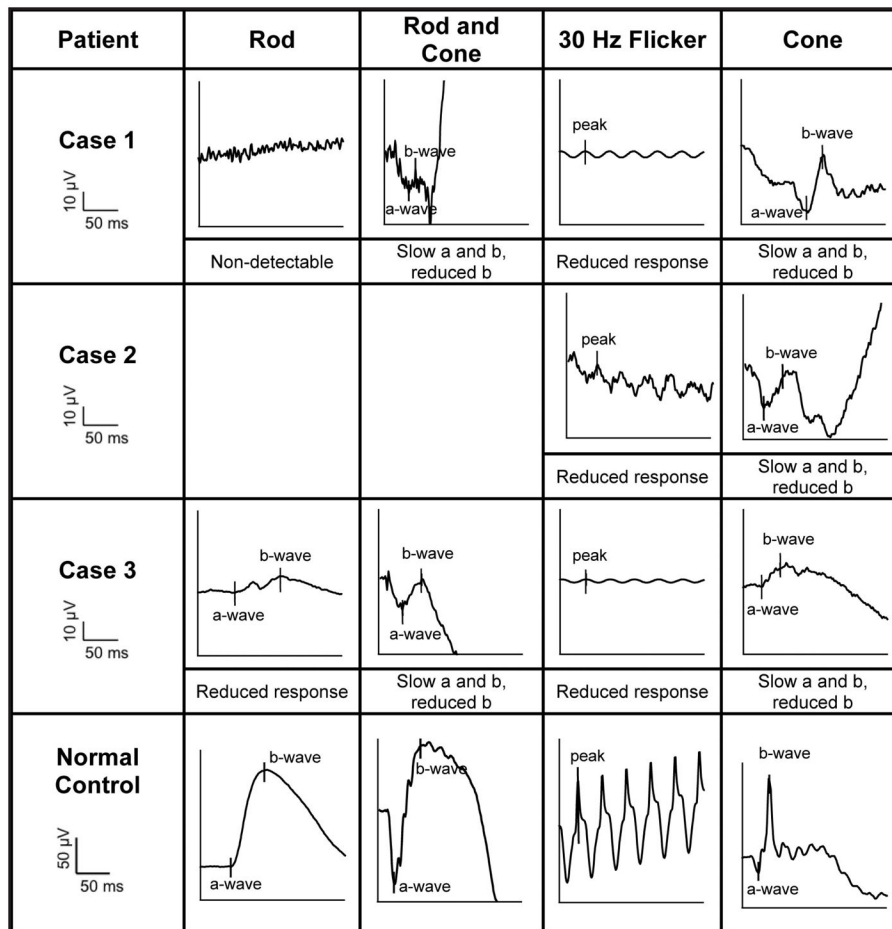 Patient
Rod
Rod and
Cone
30 Hz Flicker
Cone
Case 1
10 µV
50 ms
b-wave
a-wave
peak
b-wave
a-wave
Non-detectable
Slow a and b,
reduced b
Reduced response
Slow a and b,
reduced b
Case 2
10 µV
50 ms
peak
b-wave
a-wave
Reduced response
Slow a and b,
reduced b
Case 3
10 µV
50 ms
b-wave
a-wave
b-wave
a-wave
peak
b-wave
a-wave
Reduced response
Slow a and b,
reduced b
Reduced response
Slow a and b,
reduced b
Normal
Control
50 µV
50 ms
b-wave
a-wave
b-wave
a-wave
peak
b-wave
a-wave